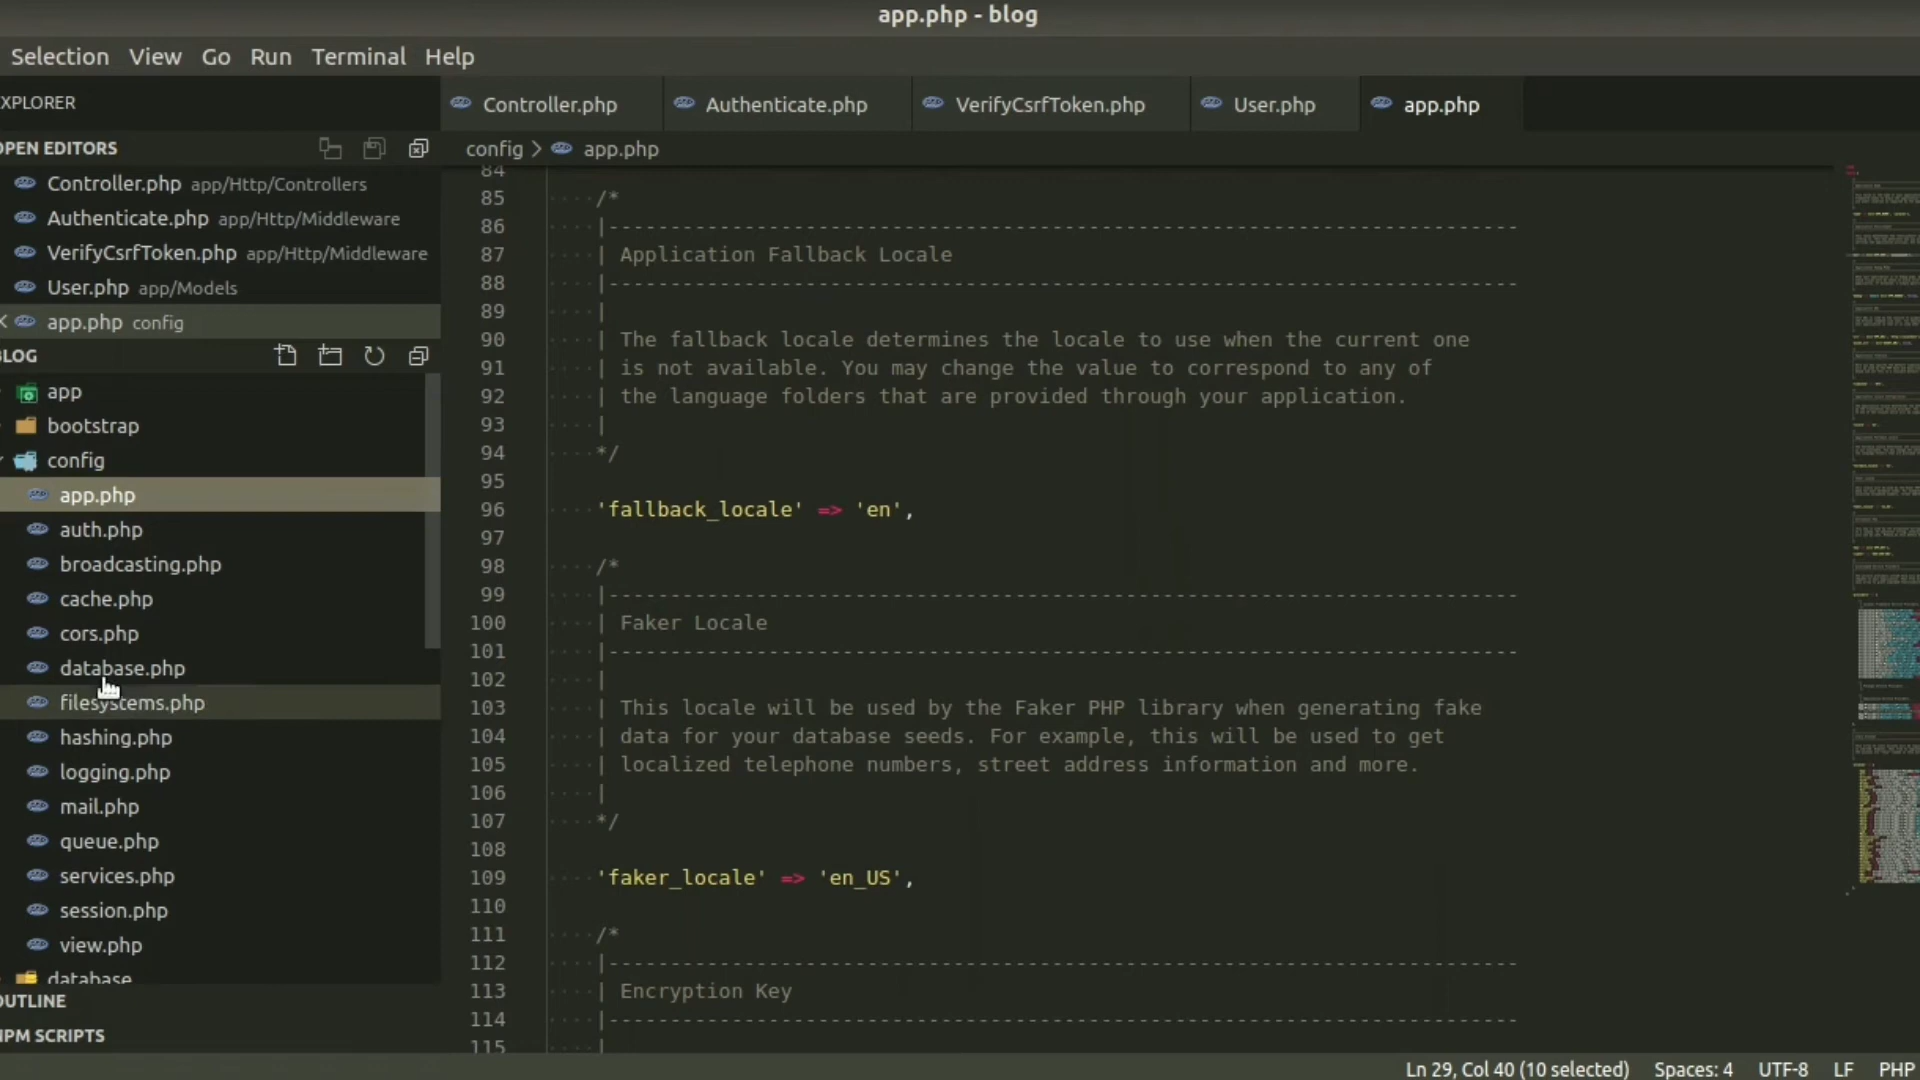 app.php - blog
Selection View Go Run Terminal Help
XPLORER
OPEN EDITORS
Controller.php app/Http/Controllers
Authenticate.php app/Http/Middleware
VerifyCsrfToken.php app/Http/Middleware
User.php app/Models
app.php config
BLOG
app
bootstrap
config
app.php
auth.php
broadcasting.php
cache.php
cors.php
database.php
filesystems.php
hashing.php
logging.php
mail.php
queue.php
services.php
session.php
view.php
database
OUTLINE
NPM SCRIPTS
Controller.php Authenticate.php VerifyCsrfToken.php User.php app.php
config > app.php
84
85 /*
86 |--------------------------------------------------------------------------
87 | Application Fallback Locale
88 |--------------------------------------------------------------------------
89 |
90 | The fallback locale determines the locale to use when the current one
91 | is not available. You may change the value to correspond to any of
92 | the language folders that are provided through your application.
93 |
94 */
95
96 'fallback_locale' => 'en',
97
98 /*
99 |--------------------------------------------------------------------------
100 | Faker Locale
101 |--------------------------------------------------------------------------
102 |
103 | This locale will be used by the Faker PHP library when generating fake
104 | data for your database seeds. For example, this will be used to get
105 | localized telephone numbers, street address information and more.
106 |
107 */
108
109 'faker_locale' => 'en_US',
110
111 /*
112 |--------------------------------------------------------------------------
113 | Encryption Key
114 |--------------------------------------------------------------------------
115 |
Ln 29, Col 40 (10 selected) Spaces: 4 UTF-8 LF PHP